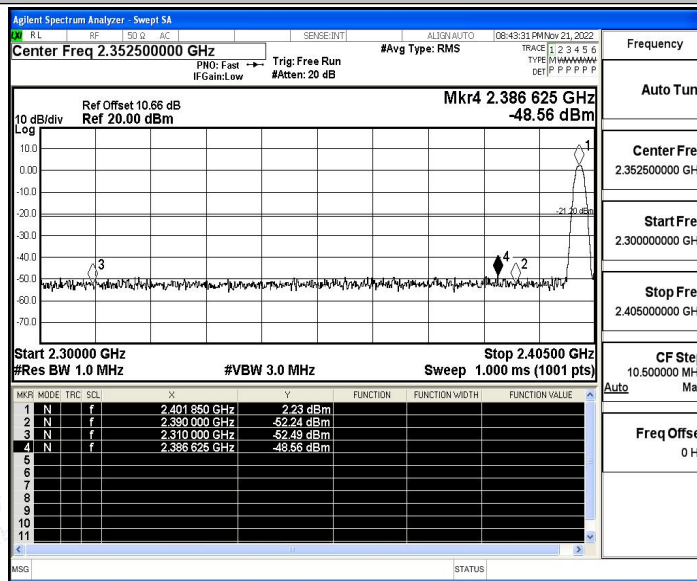 Agilent Spectrum Analyzer - Swept SA
RL RF 50 Ω AC SENSE:INT ALIGN AUTO 08:43:31 PM Nov 21, 2022
Center Freq 2.352500000 GHz #Avg Type: RMS TRACE 1 2 3 4 5 6
PNO: Fast Trig: Free Run TYPE M WWWWW
IFGain:Low #Atten: 20 dB DET P P P P P P
Mkr4 2.386 625 GHz
-48.56 dBm
Ref Offset 10.66 dB
10 dB/div Ref 20.00 dBm
Log
10.0
0.00
-10.0
-20.0
-30.0
-40.0
-50.0
-60.0
-70.0
1
-21.20 dBm
3
4
2
Start 2.30000 GHz Stop 2.40500 GHz
#Res BW 1.0 MHz #VBW 3.0 MHz Sweep 1.000 ms (1001 pts)
MKR MODE TRC SCL X Y FUNCTION FUNCTION WIDTH FUNCTION VALUE
1 N f 2.401 850 GHz 2.23 dBm
2 N f 2.390 000 GHz -52.24 dBm
3 N f 2.310 000 GHz -52.49 dBm
4 N f 2.386 625 GHz -48.56 dBm
5
6
7
8
9
10
11
MSG STATUS
Frequency
Auto Tun
Center Fre
2.352500000 GH
Start Fre
2.300000000 GH
Stop Fre
2.405000000 GH
CF Ste
10.500000 MH
Auto Ma
Freq Offse
0 H